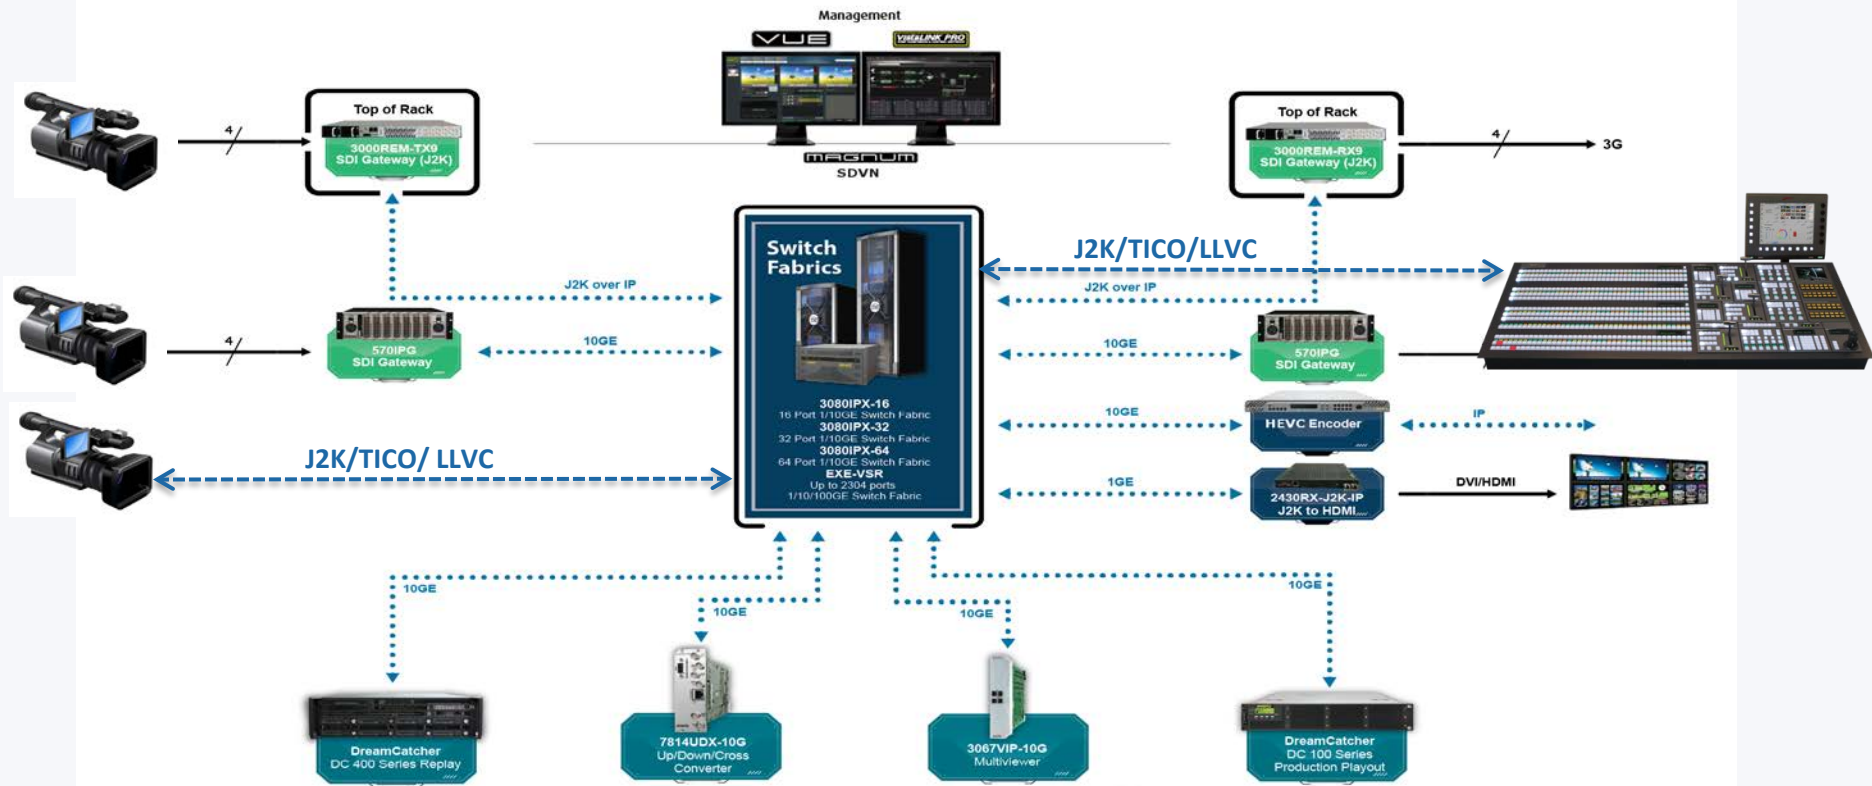 Management
VUE
VistaLINK PRO
MAGNUM
SDVN
Top of Rack
3000REM-TX9
SDI Gateway (J2K)
4
Top of Rack
3000REM-RX9
SDI Gateway (J2K)
4
3G
Switch
Fabrics
3080IPX-16
16 Port 1/10GE Switch Fabric
3080IPX-32
32 Port 1/10GE Switch Fabric
3080IPX-64
64 Port 1/10GE Switch Fabric
EXE-VSR
Up to 2304 ports
1/10/100GE Switch Fabric
J2K over IP
4
570IPG
SDI Gateway
10GE
J2K/TICO/ LLVC
J2K/TICO/LLVC
J2K over IP
10GE
570IPG
SDI Gateway
10GE
HEVC Encoder
IP
1GE
2430RX-J2K-IP
J2K to HDMI
DVI/HDMI
10GE
10GE
10GE
10GE
DreamCatcher
DC 400 Series Replay
7814UDX-10G
Up/Down/Cross
Converter
3067VIP-10G
Multiviewer
DreamCatcher
DC 100 Series
Production Playout